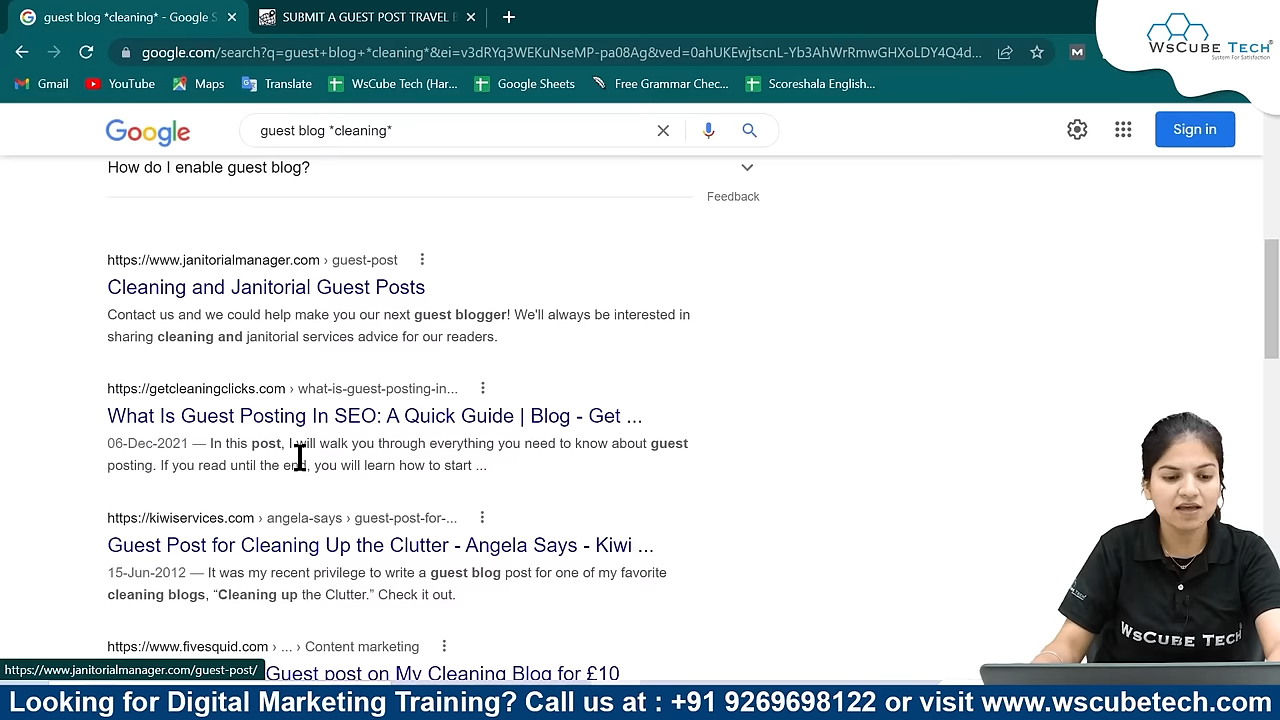 guest blog *cleaning* - Google S
SUBMIT A GUEST POST TRAVEL B
google.com/search?q=guest+blog+*cleaning*&ei=v3dRYq3WEKuNseMP-pa08Ag&ved=0ahUKEwjtscnL-Yb3AhWrRmwGHXoLDY4Q4d...
M
WsCube Tech
System For Satisfaction
Gmail
YouTube
Maps
Translate
WsCube Tech (Har...
Google Sheets
Free Grammar Chec...
Scoreshala English...
Google
guest blog *cleaning*
Sign in
How do I enable guest blog?
Feedback
https://www.janitorialmanager.com › guest-post
Cleaning and Janitorial Guest Posts
Contact us and we could help make you our next guest blogger! We'll always be interested in
sharing cleaning and janitorial services advice for our readers.
https://getcleaningclicks.com › what-is-guest-posting-in...
What Is Guest Posting In SEO: A Quick Guide | Blog - Get ...
06-Dec-2021 — In this post, I will walk you through everything you need to know about guest
posting. If you read until the end, you will learn how to start ...
https://kiwiservices.com › angela-says › guest-post-for-...
Guest Post for Cleaning Up the Clutter - Angela Says - Kiwi ...
15-Jun-2012 — It was my recent privilege to write a guest blog post for one of my favorite
cleaning blogs, “Cleaning up the Clutter.” Check it out.
https://www.fivesquid.com › ... › Content marketing
Guest post on My Cleaning Blog for £10
https://www.janitorialmanager.com/guest-post/
WsCube Tech
Looking for Digital Marketing Training? Call us at : +91 9269698122 or visit www.wscubetech.com